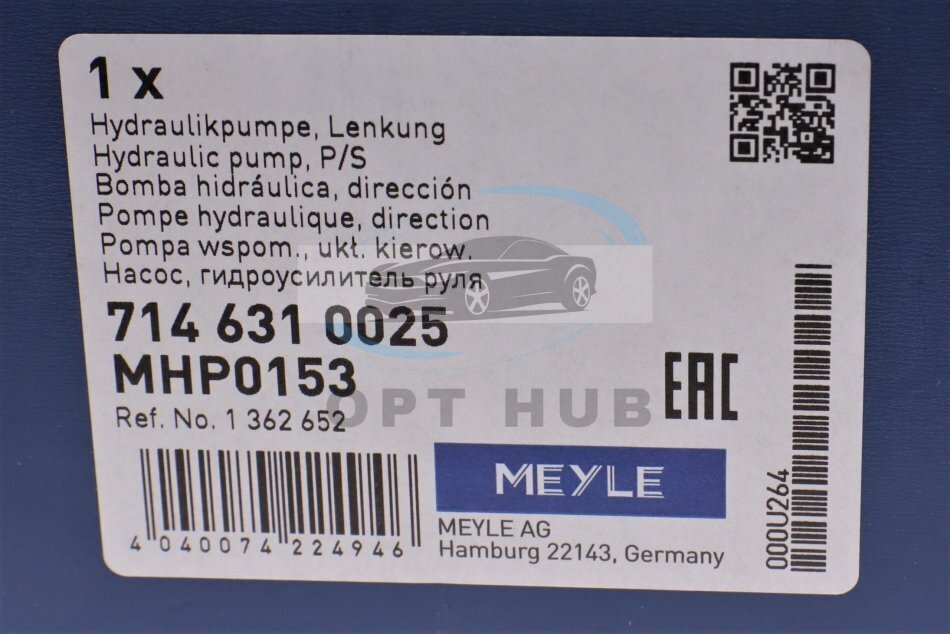 1 x
Hydraulikpumpe, Lenkung
Hydraulic pump, P/S
Bomba hidráulica, dirección
Pompe hydraulique, direction
Pompa wspom., ukł. kierow.
Насос, гидроусилитель руля
714 631 0025
MHP0153
Ref. No. 1 362 652
OPT HUB
EAC
4 040074 224946
MEYLE
MEYLE AG
Hamburg 22143, Germany
000U264